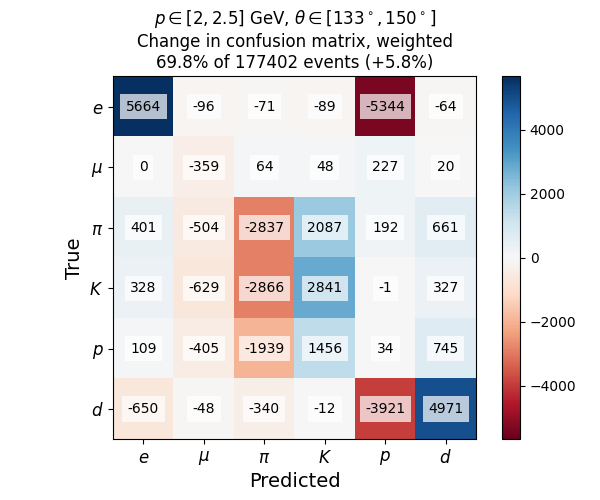 p ∈ [2, 2.5] GeV, θ ∈ [133°, 150°]
Change in confusion matrix, weighted
69.8% of 177402 events (+5.8%)
e 5664 -96 -71 -89 -5344 -64
μ 0 -359 64 48 227 20
π 401 -504 -2837 2087 192 661
K 328 -629 -2866 2841 -1 327
p 109 -405 -1939 1456 34 745
d -650 -48 -340 -12 -3921 4971
e μ π K p d
True
Predicted
4000
2000
0
−2000
−4000